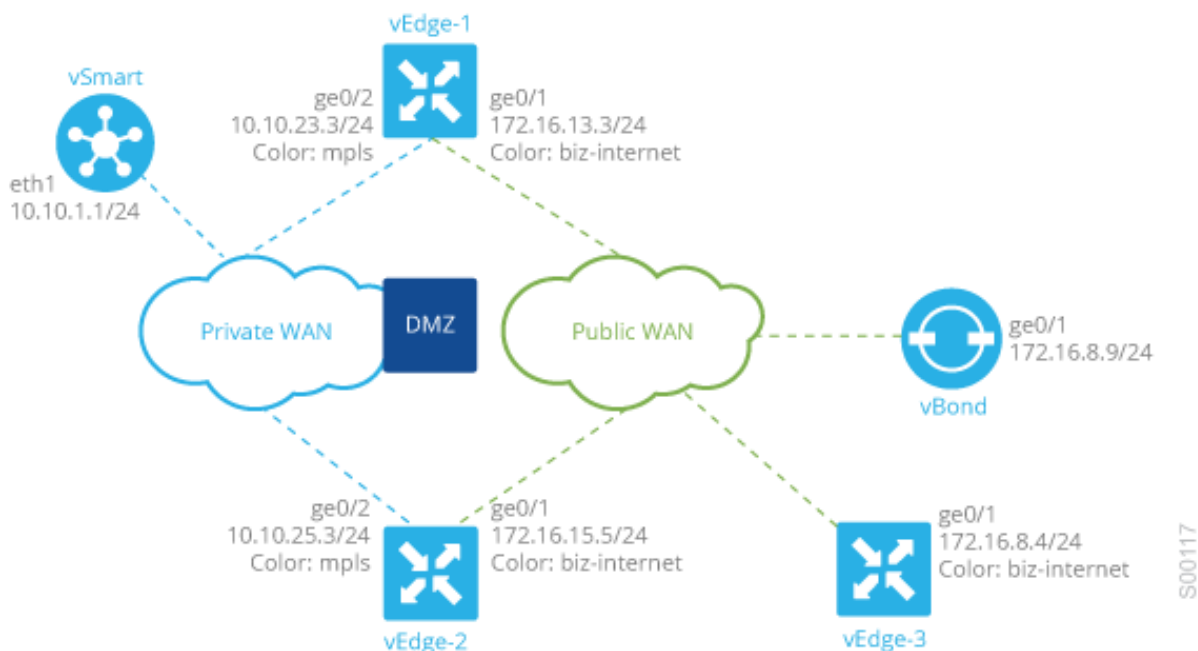 vEdge-1
vSmart
ge0/2
10.10.23.3/24
Color: mpls
ge0/1
172.16.13.3/24
Color: biz-internet
eth1
10.10.1.1/24
Private WAN
DMZ
Public WAN
ge0/1
172.16.8.9/24
vBond
ge0/2
10.10.25.3/24
Color: mpls
ge0/1
172.16.15.5/24
Color: biz-internet
ge0/1
172.16.8.4/24
Color: biz-internet
vEdge-2
vEdge-3
S00117